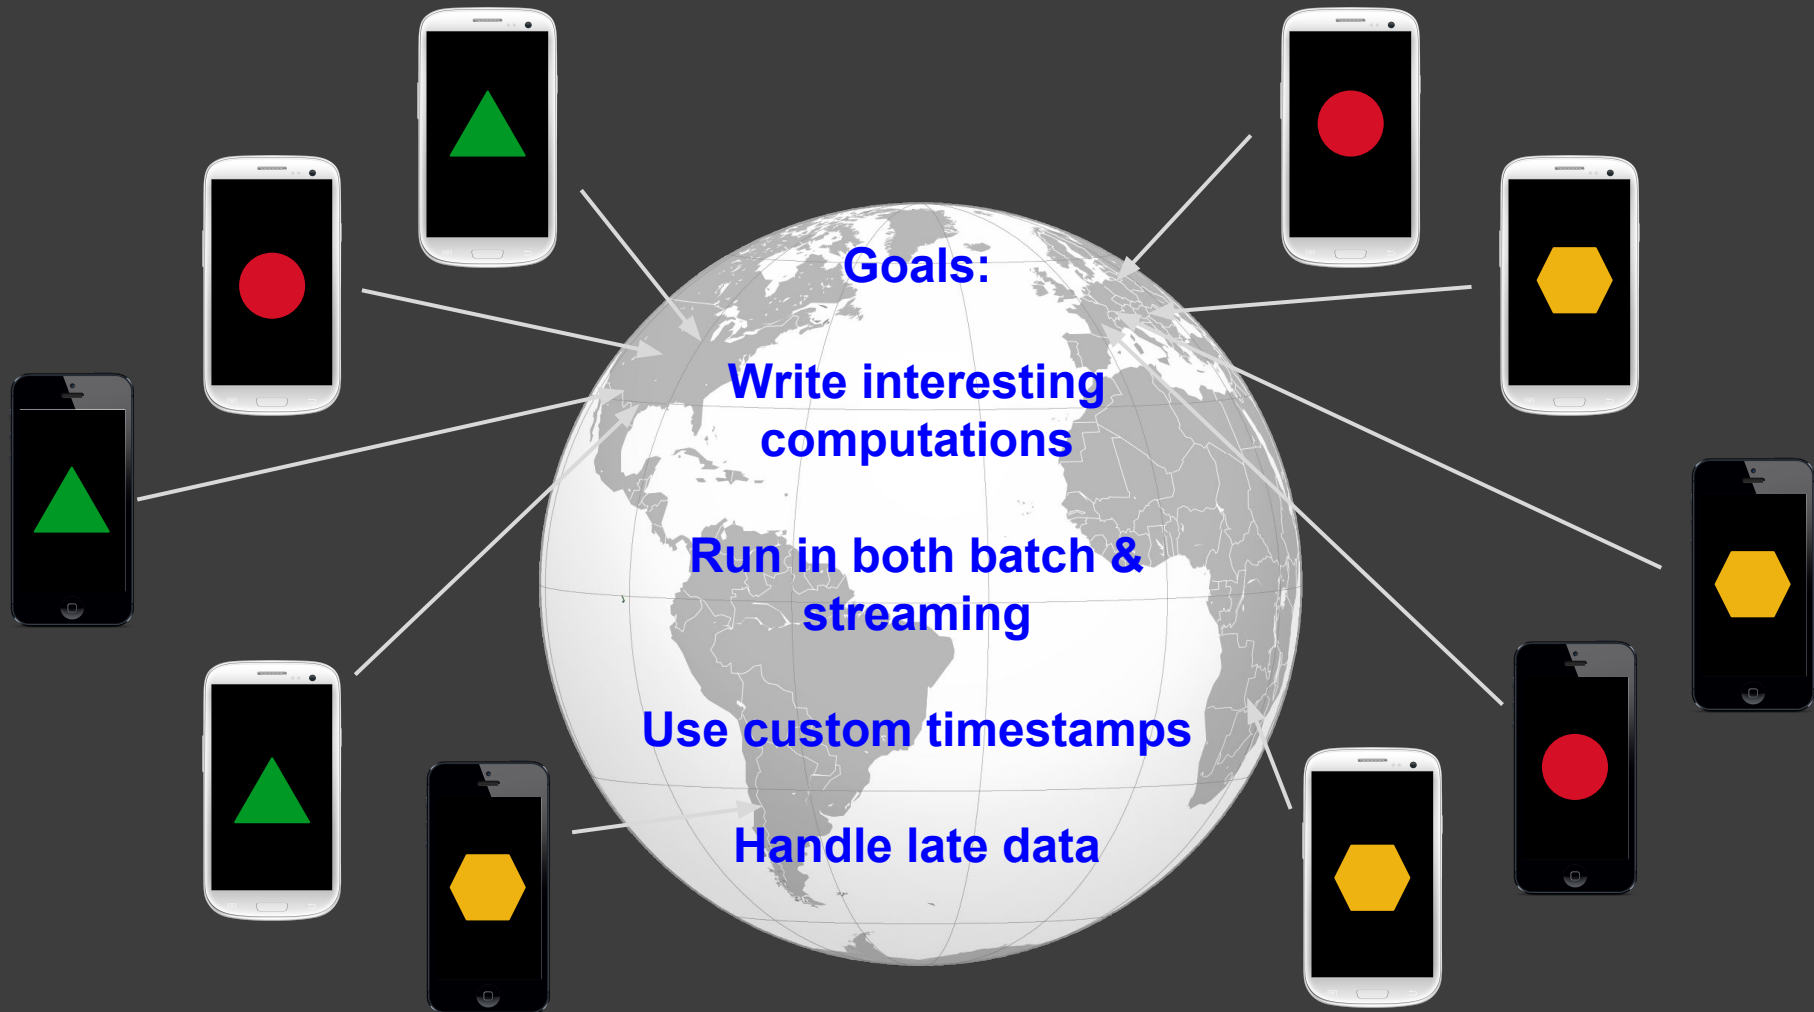 Goals:
Write interesting
computations
Run in both batch &
streaming
Use custom timestamps
Handle late data